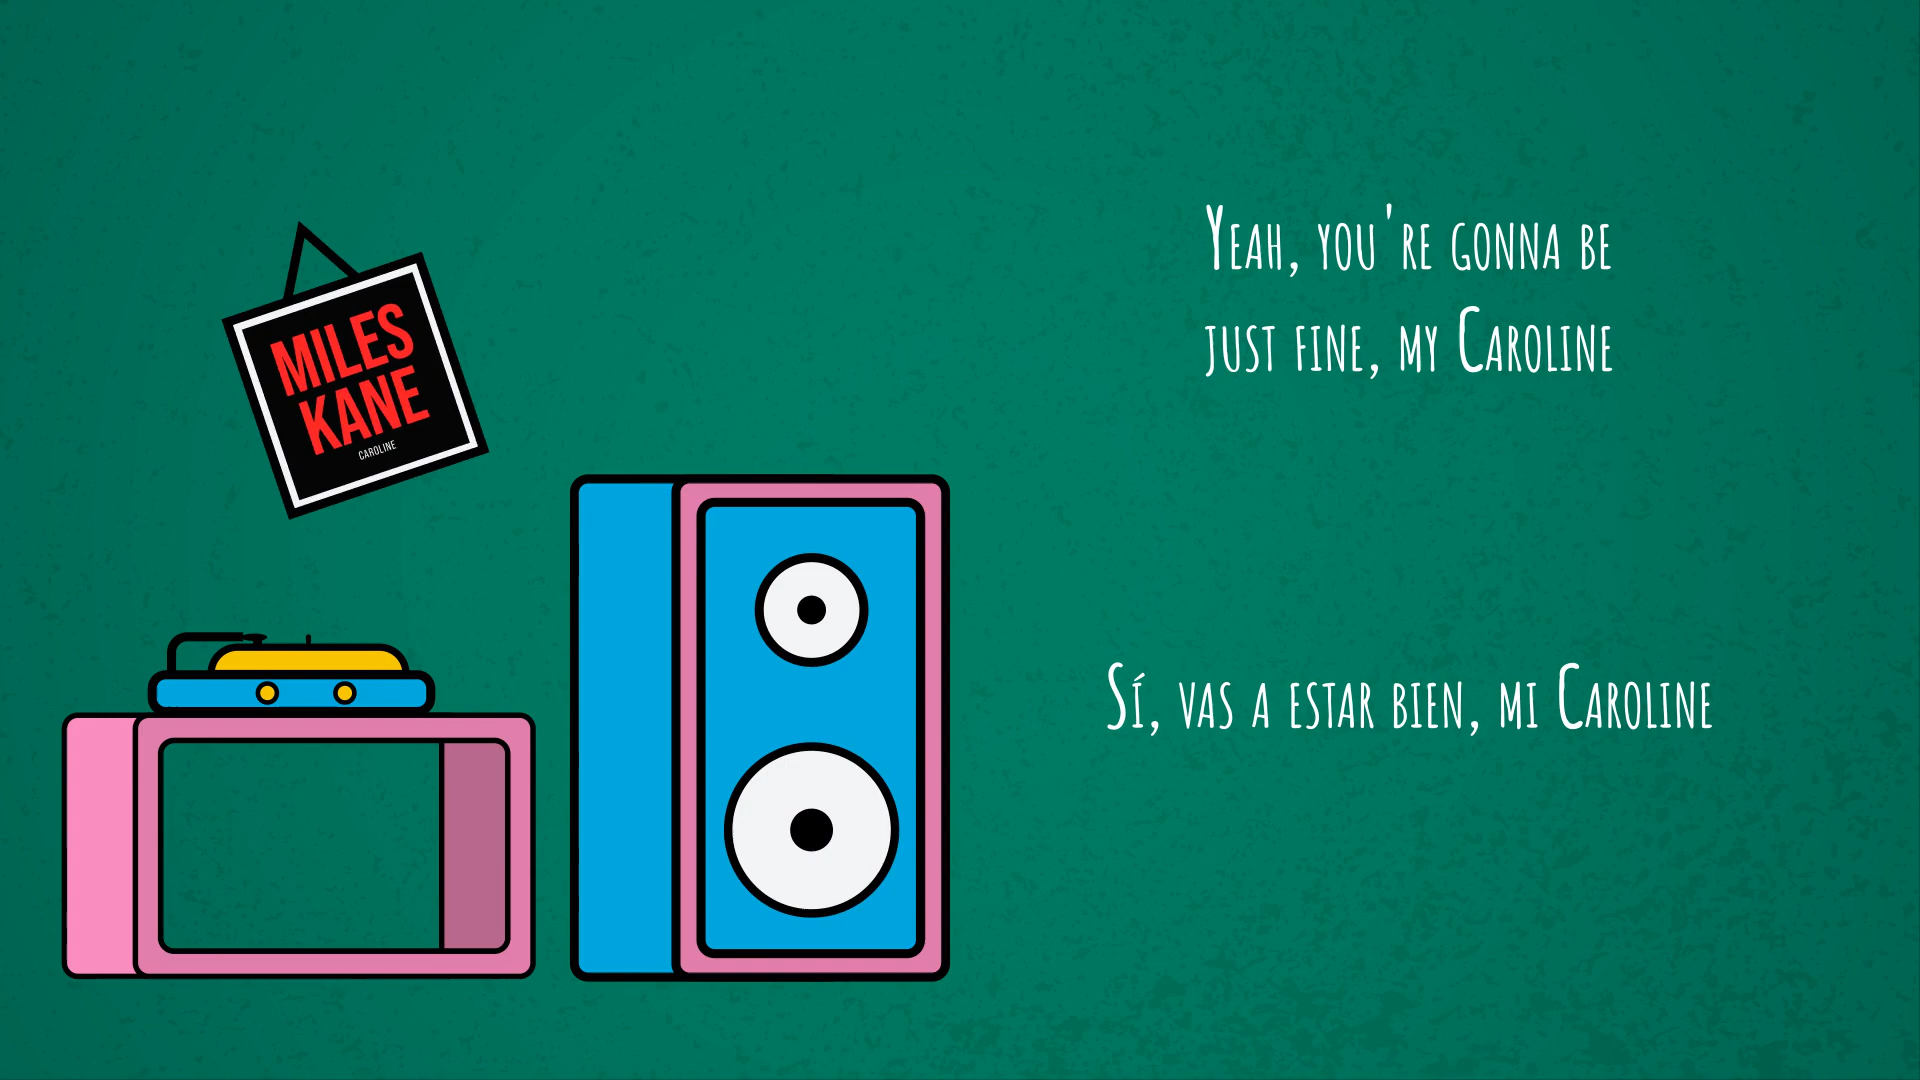 MILES
KANE
CAROLINE
Yeah, you're gonna be
just fine, my Caroline
Sí, vas a estar bien, mi Caroline